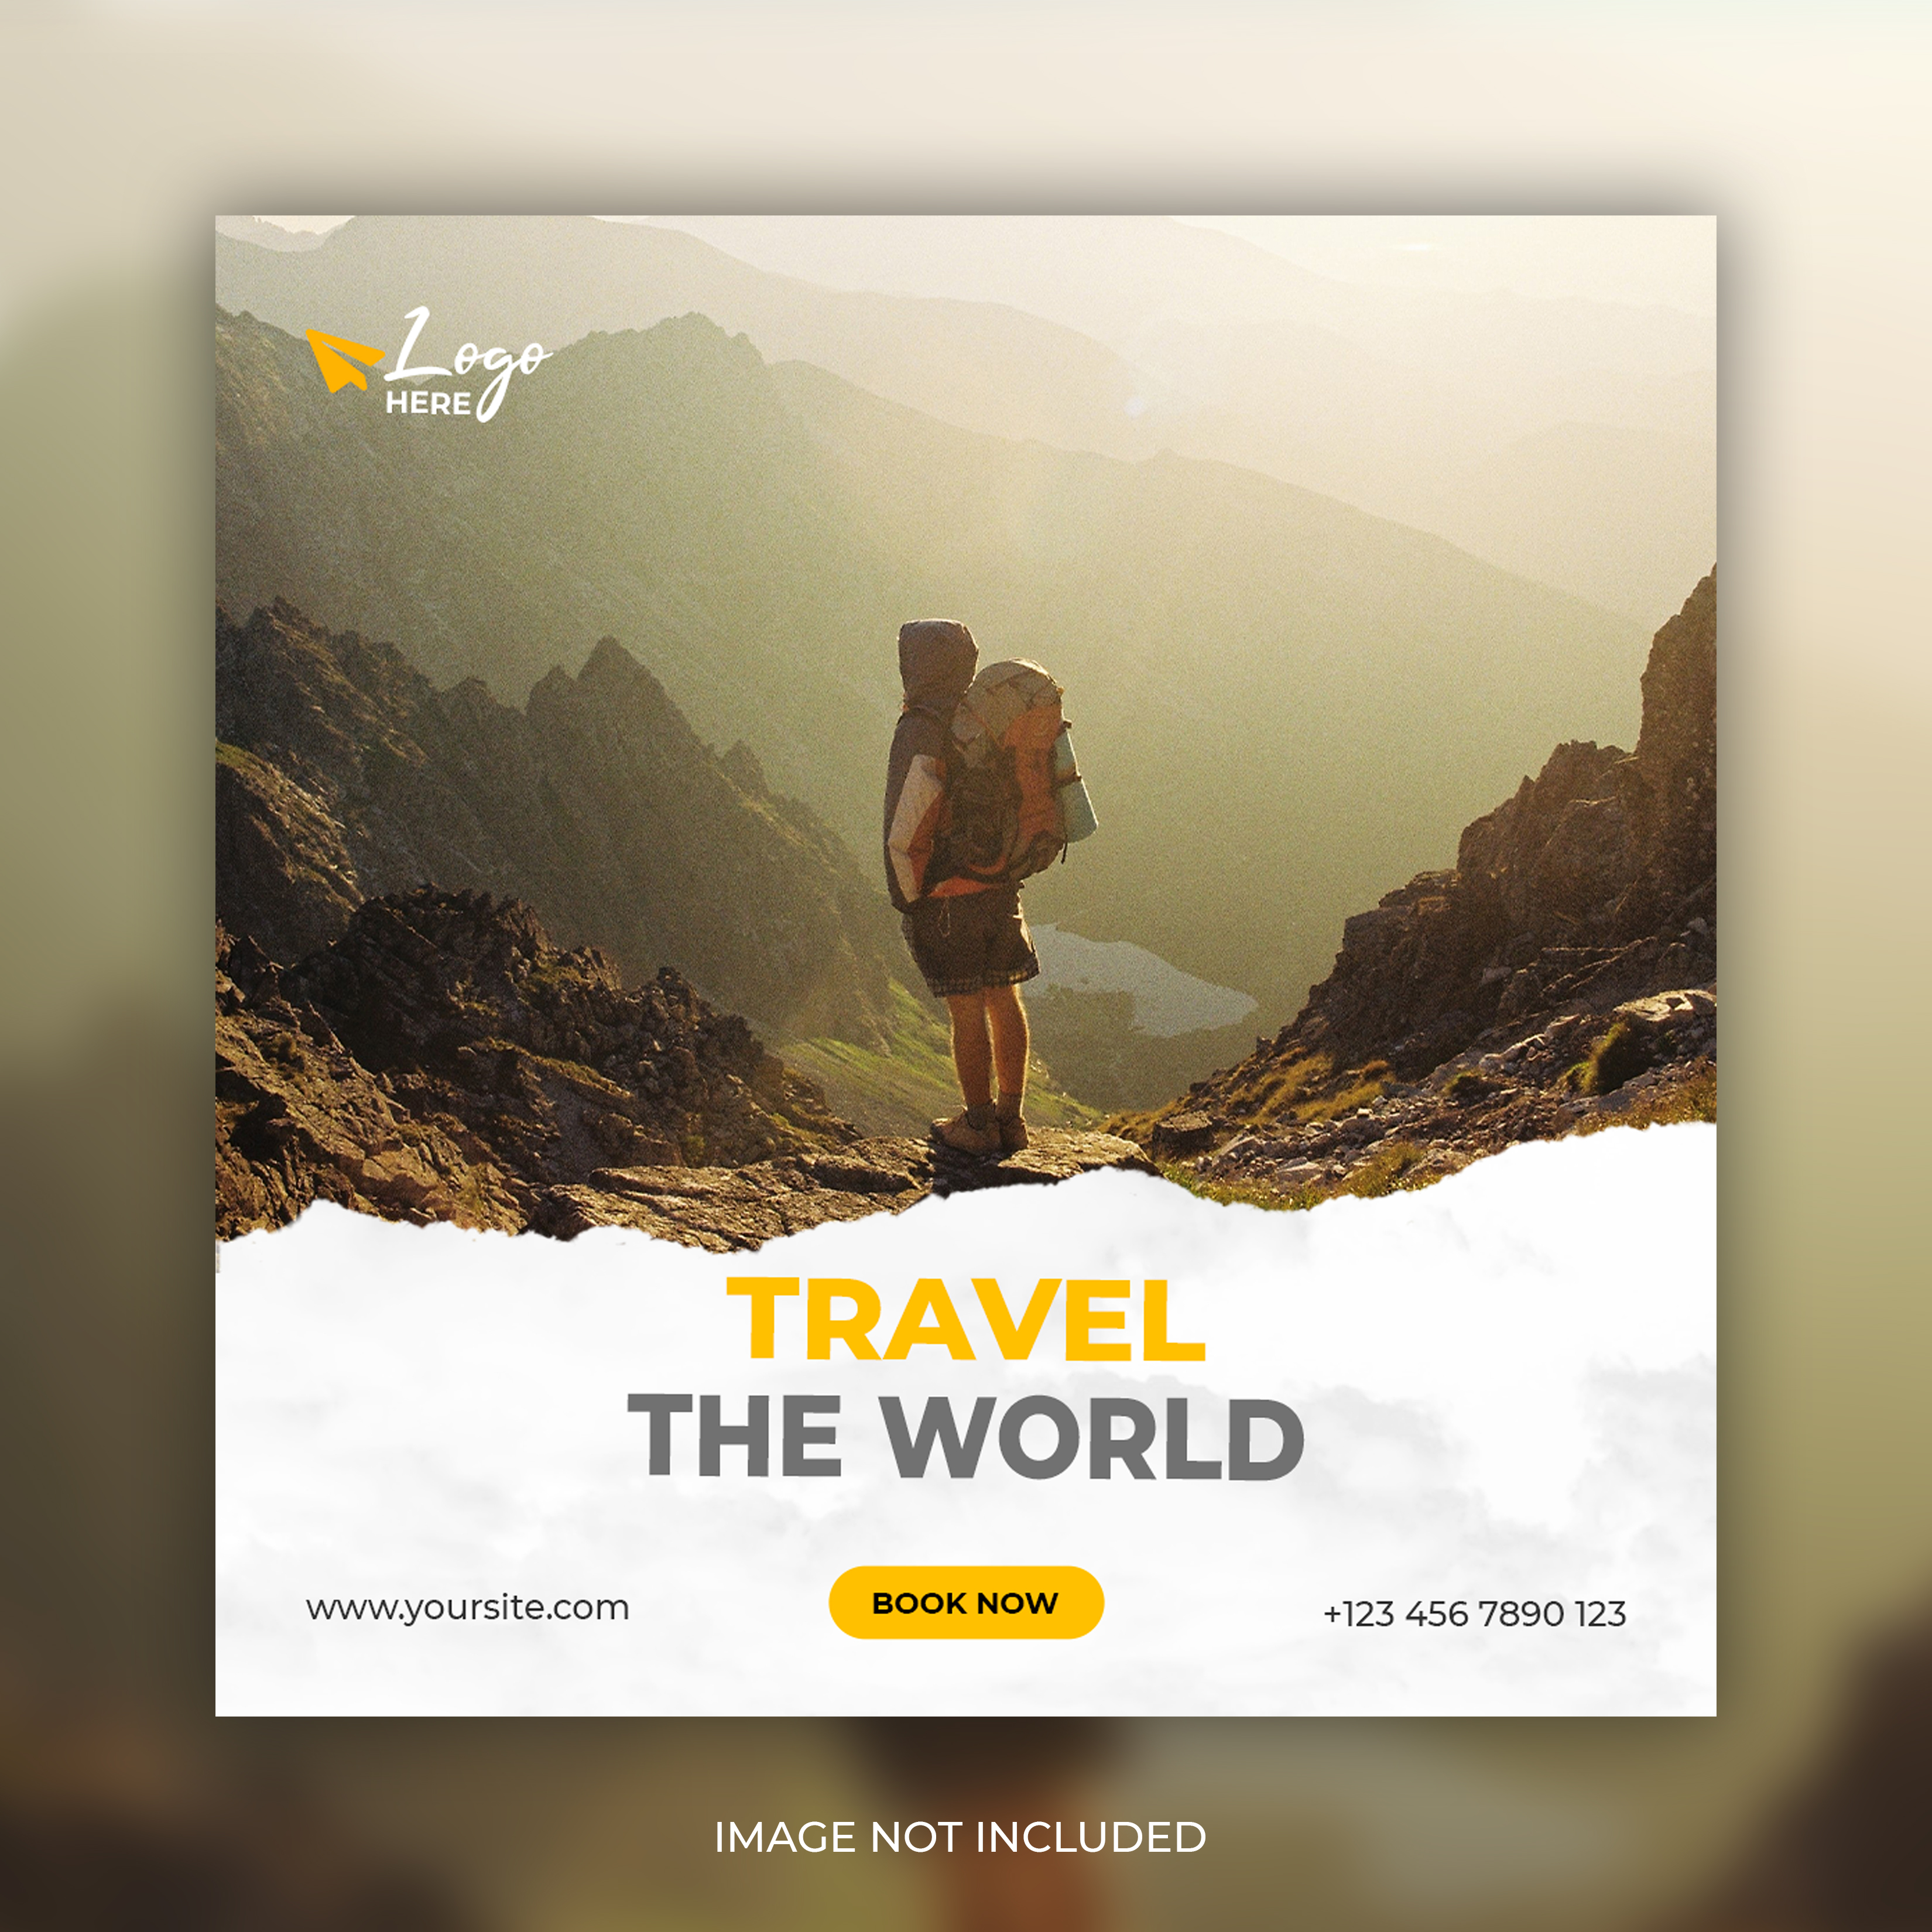 Logo
HERE
TRAVEL
THE WORLD
www.yoursite.com
BOOK NOW
+123 456 7890 123
IMAGE NOT INCLUDED